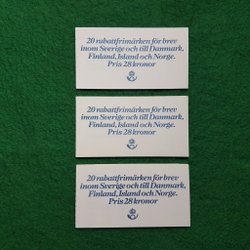 20 rabattfrimärken för brev
inom Sverige och till Danmark,
Finland, Island och Norge.
Pris 28 kronor
20 rabattfrimärken för brev
inom Sverige och till Danmark,
Finland, Island och Norge.
Pris 28 kronor
20 rabattfrimärken för brev
inom Sverige och till Danmark,
Finland, Island och Norge.
Pris 28 kronor